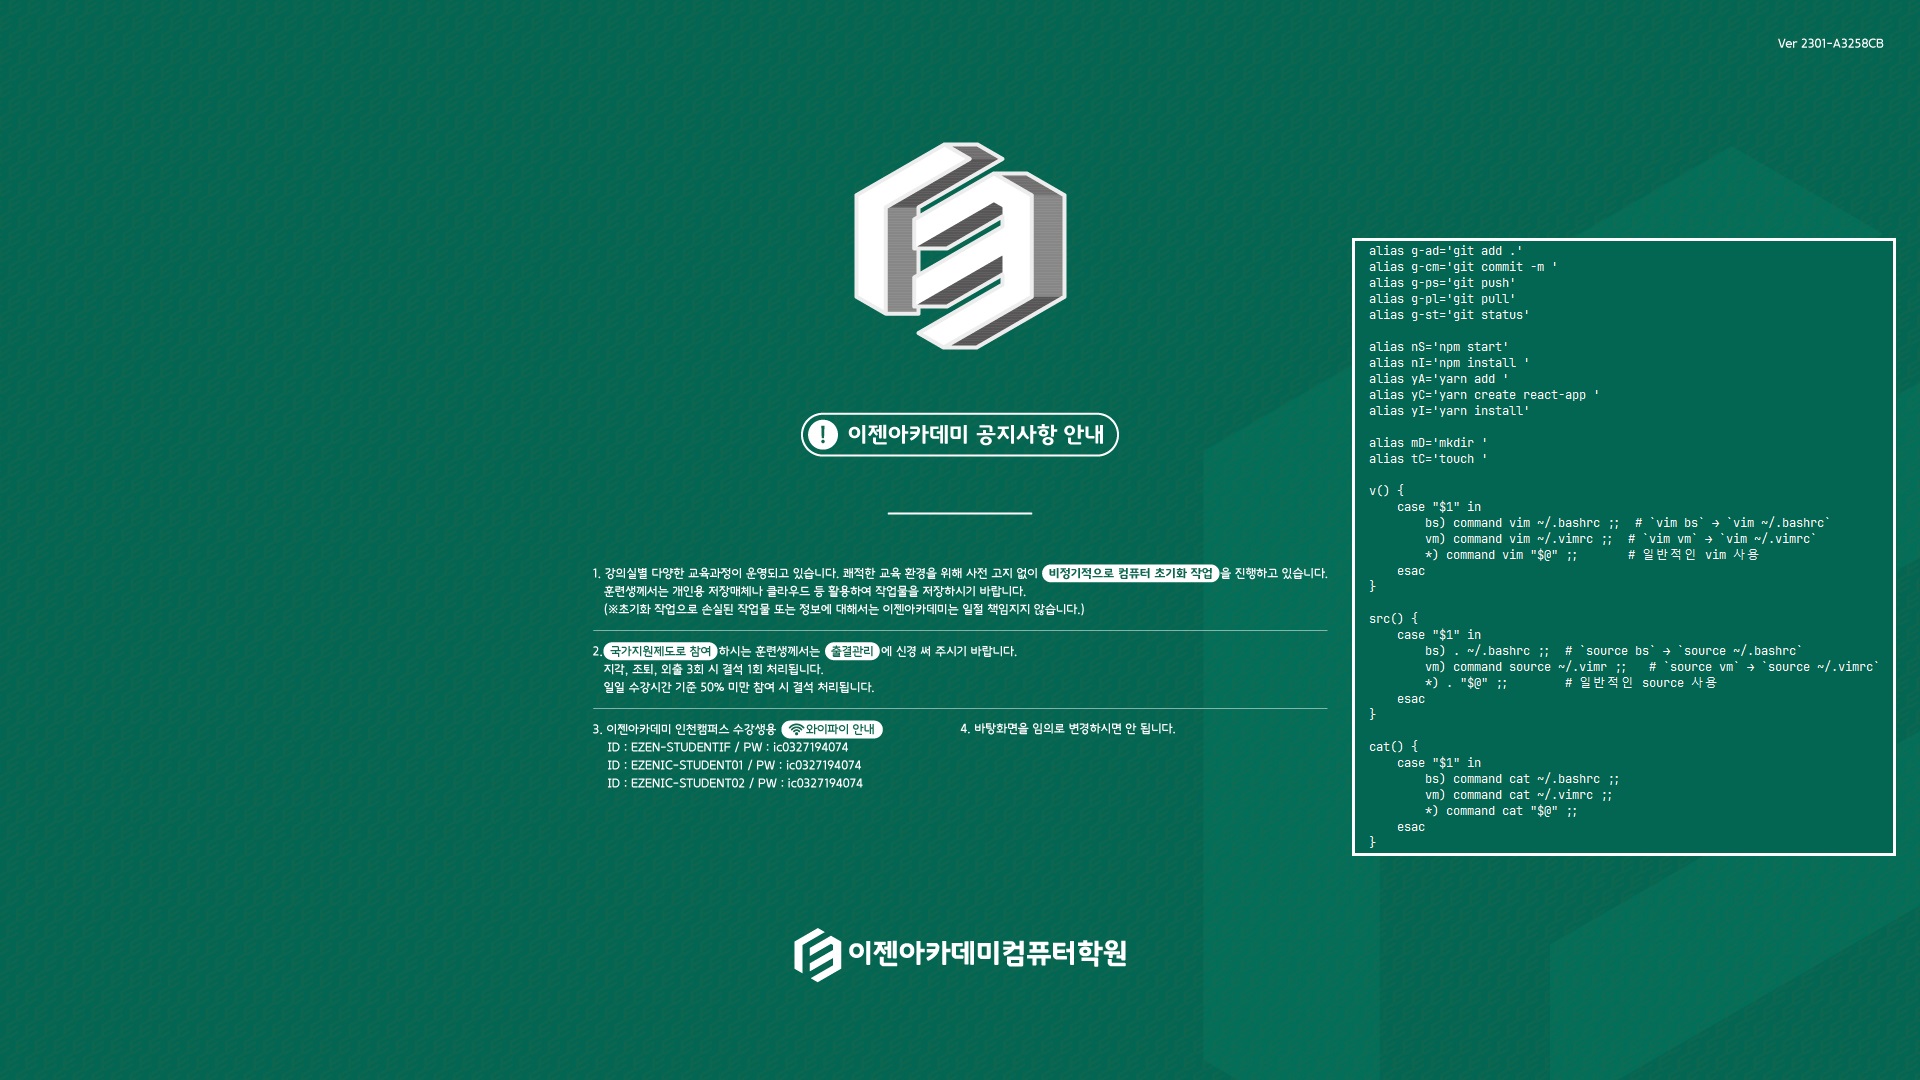 Ver 2301-A3258CB
이젠아카데미 공지사항 안내
1. 강의실별 다양한 교육과정이 운영되고 있습니다. 쾌적한 교육 환경을 위해 사전 고지 없이 비정기적으로 컴퓨터 초기화 작업을 진행하고 있습니다.
훈련생께서는 개인용 저장매체나 클라우드 등 활용하여 작업물을 저장하시기 바랍니다.
(※초기화 작업으로 손실된 작업물 또는 정보에 대해서는 이젠아카데미는 일절 책임지지 않습니다.)
2. 국가지원제도로 참여하시는 훈련생께서는 출결관리에 신경 써 주시기 바랍니다.
지각, 조퇴, 외출 3회 시 결석 1회 처리됩니다.
일일 수강시간 기준 50% 미만 참여 시 결석 처리됩니다.
3. 이젠아카데미 인천캠퍼스 수강생용 와이파이 안내
ID : EZEN-STUDENTIF / PW : ic0327194074
ID : EZENIC-STUDENT01 / PW : ic0327194074
ID : EZENIC-STUDENT02 / PW : ic0327194074
4. 바탕화면을 임의로 변경하시면 안 됩니다.
이젠아카데미컴퓨터학원
alias g-ad='git add .'
alias g-cm='git commit -m '
alias g-ps='git push'
alias g-pl='git pull'
alias g-st='git status'
alias nS='npm start'
alias nI='npm install '
alias yA='yarn add '
alias yC='yarn create react-app '
alias yI='yarn install'
alias mD='mkdir '
alias tC='touch '
v() {
    case "$1" in
        bs) command vim ~/.bashrc ;;  # `vim bs` → `vim ~/.bashrc`
        vm) command vim ~/.vimrc ;;  # `vim vm` → `vim ~/.vimrc`
        *) command vim "$@" ;;       # 일반적인 vim 사용
    esac
}
src() {
    case "$1" in
        bs) . ~/.bashrc ;;  # `source bs` → `source ~/.bashrc`
        vm) command source ~/.vimr ;;   # `source vm` → `source ~/.vimrc`
        *) . "$@" ;;        # 일반적인 source 사용
    esac
}
cat() {
    case "$1" in
        bs) command cat ~/.bashrc ;;
        vm) command cat ~/.vimrc ;;
        *) command cat "$@" ;;
    esac
}